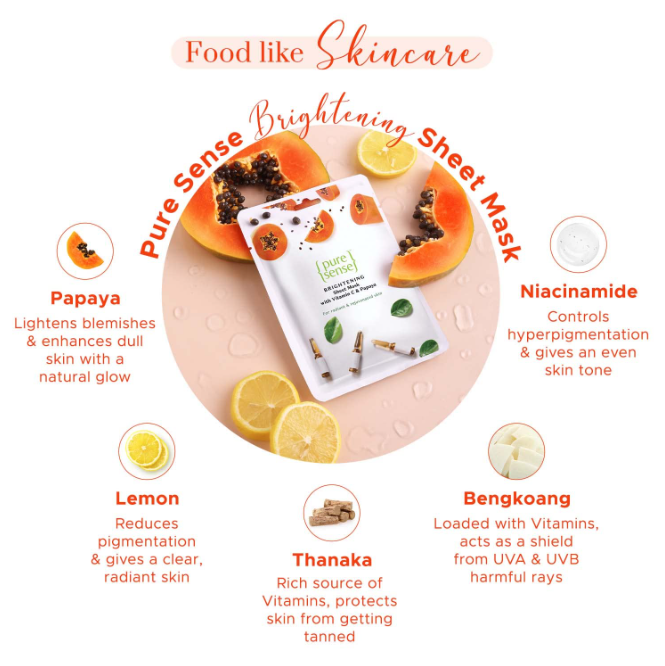 Food like Skincare
Pure Sense Brightening Sheet Mask
{pure
sense}
BRIGHTENING
Sheet Mask
with Vitamin C & Papaya
For radiant & rejuvenated skin
Papaya
Lightens blemishes
& enhances dull
skin with a
natural glow
Niacinamide
Controls
hyperpigmentation
& gives an even
skin tone
Lemon
Reduces
pigmentation
& gives a clear,
radiant skin
Thanaka
Rich source of
Vitamins, protects
skin from getting
tanned
Bengkoang
Loaded with Vitamins,
acts as a shield
from UVA & UVB
harmful rays